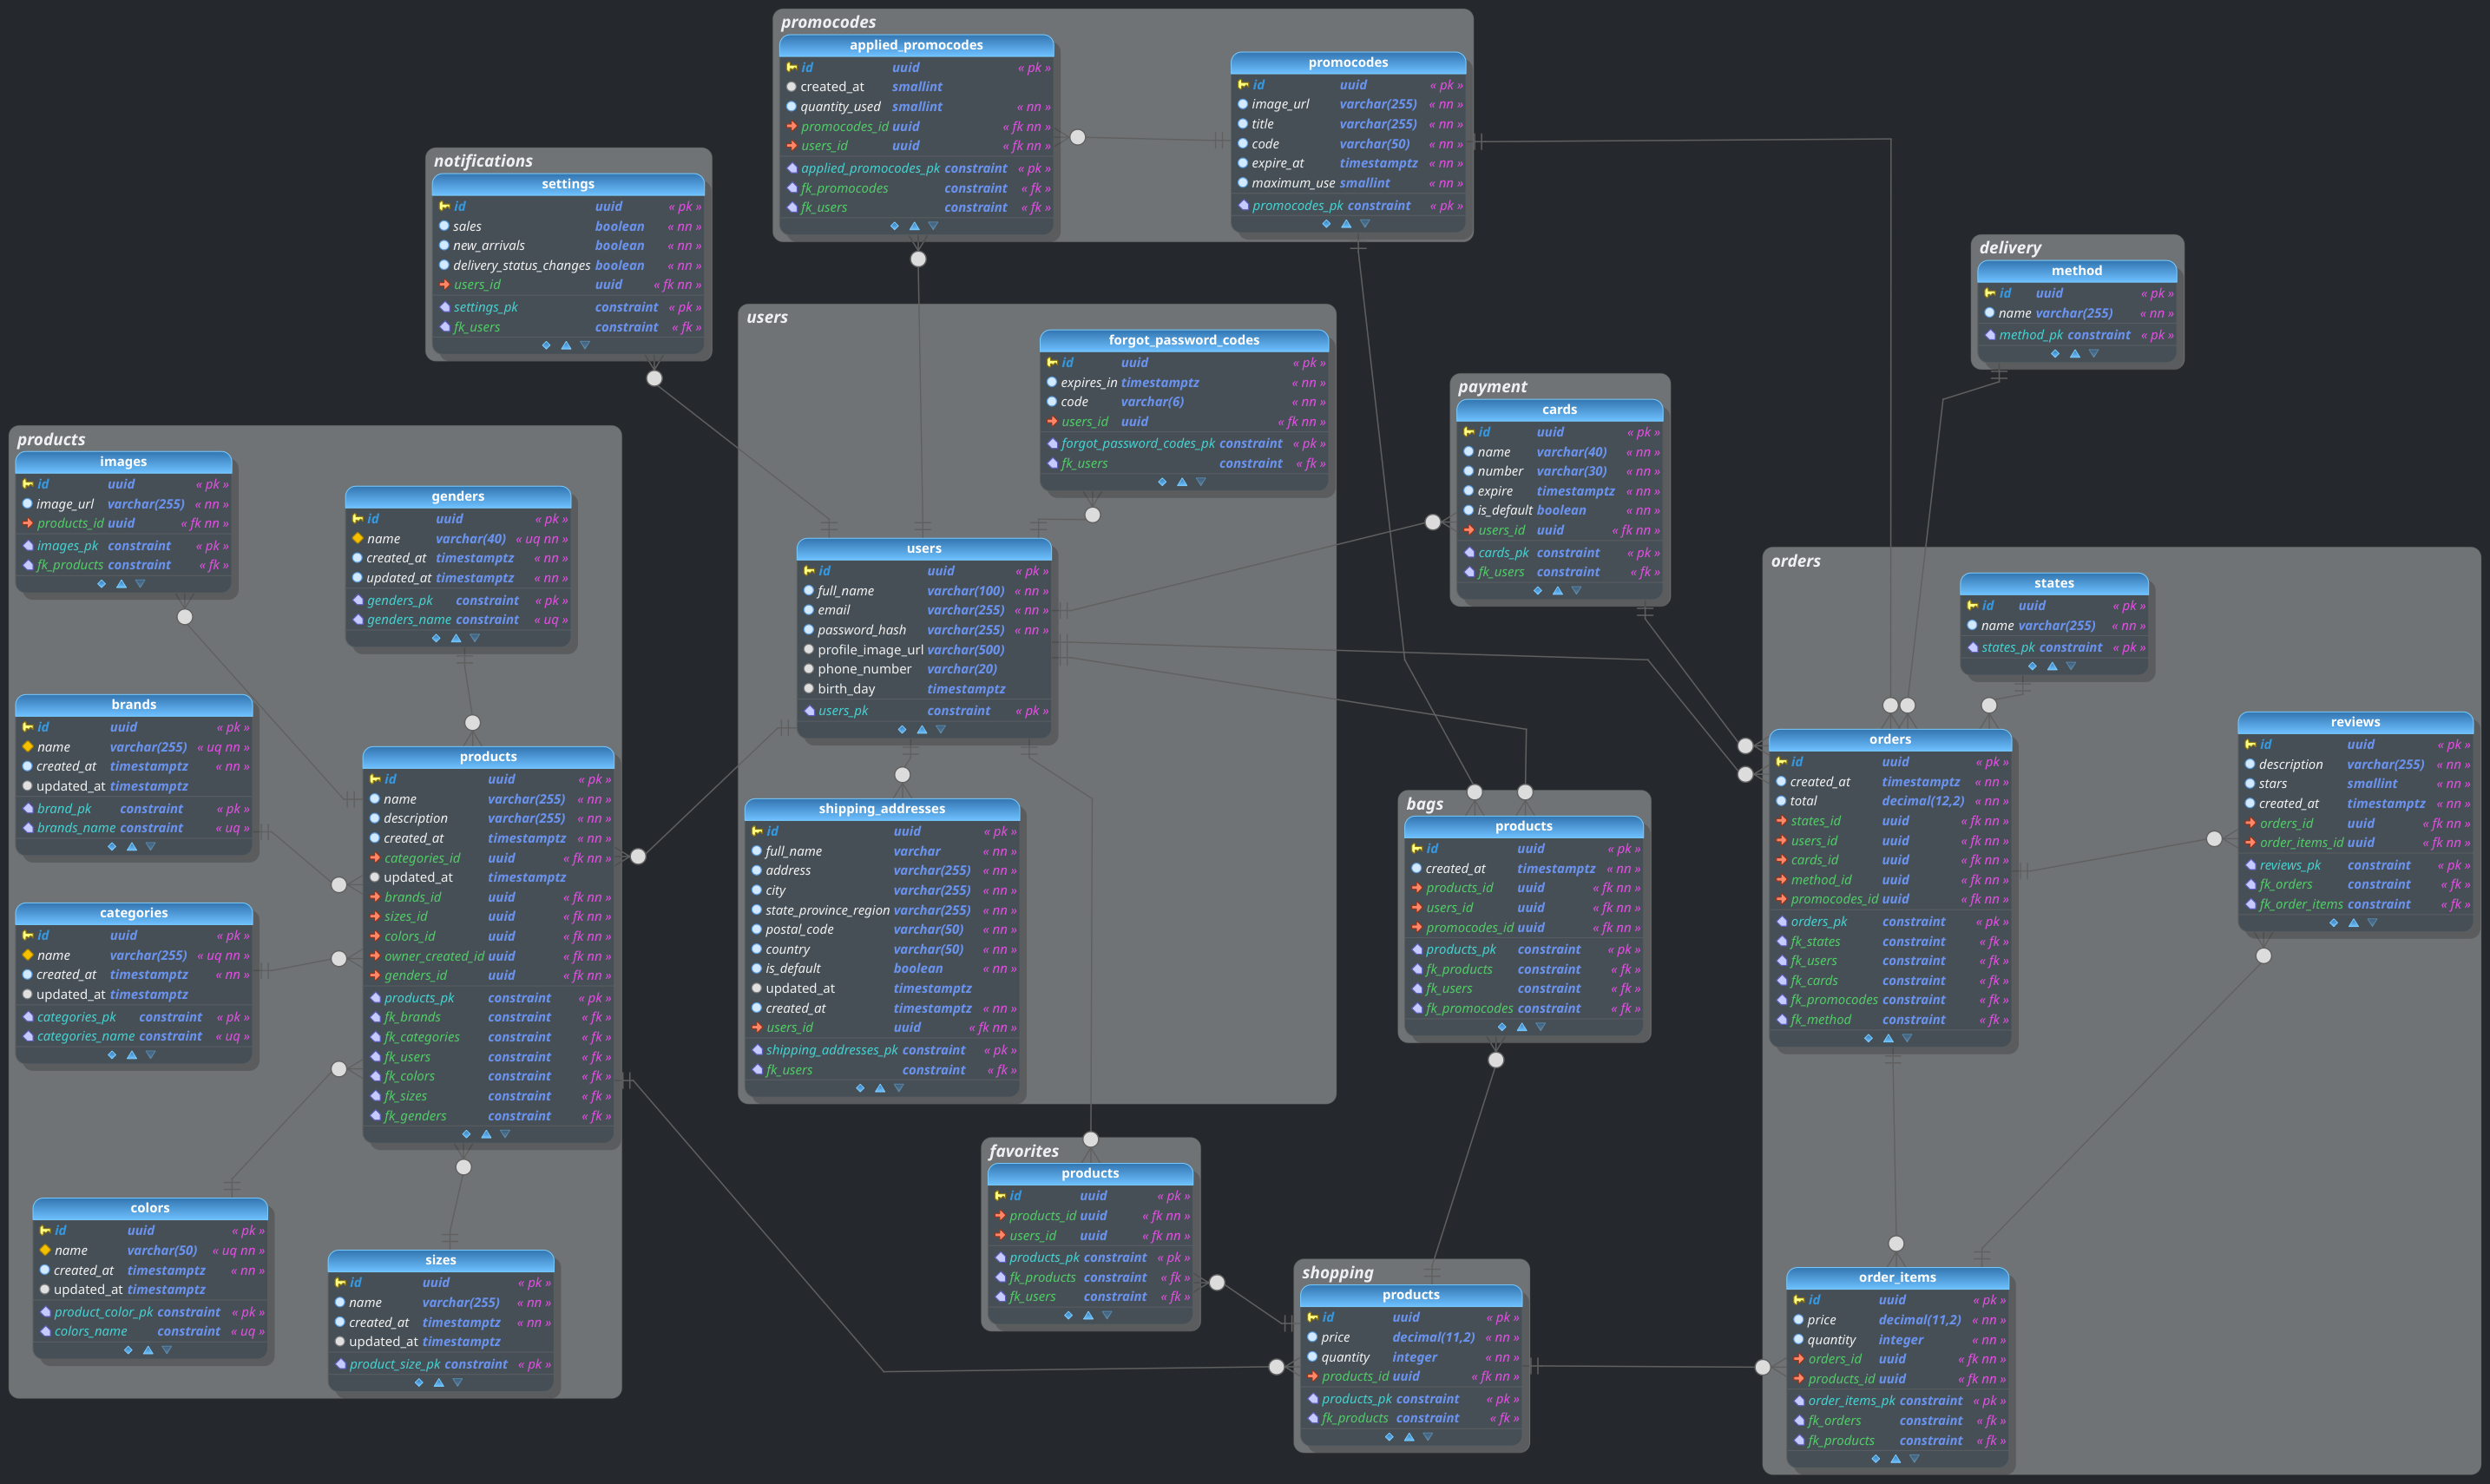 promocodes
applied_promocodes
id uuid « pk »
created_at smallint
quantity_used smallint « nn »
promocodes_id uuid « fk nn »
users_id uuid « fk nn »
applied_promocodes_pk constraint « pk »
fk_promocodes constraint « fk »
fk_users constraint « fk »
promocodes
id uuid « pk »
image_url varchar(255) « nn »
title varchar(255) « nn »
code varchar(50) « nn »
expire_at timestamptz « nn »
maximum_use smallint « nn »
promocodes_pk constraint « pk »
notifications
settings
id uuid « pk »
sales boolean « nn »
new_arrivals boolean « nn »
delivery_status_changes boolean « nn »
users_id uuid « fk nn »
settings_pk constraint « pk »
fk_users constraint « fk »
delivery
method
id uuid « pk »
name varchar(255) « nn »
method_pk constraint « pk »
users
forgot_password_codes
id uuid « pk »
expires_in timestamptz « nn »
code varchar(6) « nn »
users_id uuid « fk nn »
forgot_password_codes_pk constraint « pk »
fk_users constraint « fk »
users
id uuid « pk »
full_name varchar(100) « nn »
email varchar(255) « nn »
password_hash varchar(255) « nn »
profile_image_url varchar(500)
phone_number varchar(20)
birth_day timestamptz
users_pk constraint « pk »
shipping_addresses
id uuid « pk »
full_name varchar « nn »
address varchar(255) « nn »
city varchar(255) « nn »
state_province_region varchar(255) « nn »
postal_code varchar(50) « nn »
country varchar(50) « nn »
is_default boolean « nn »
updated_at timestamptz
created_at timestamptz « nn »
users_id uuid « fk nn »
shipping_addresses_pk constraint « pk »
fk_users constraint « fk »
payment
cards
id uuid « pk »
name varchar(40) « nn »
number varchar(30) « nn »
expire timestamptz « nn »
is_default boolean « nn »
users_id uuid « fk nn »
cards_pk constraint « pk »
fk_users constraint « fk »
products
images
id uuid « pk »
image_url varchar(255) « nn »
products_id uuid « fk nn »
images_pk constraint « pk »
fk_products constraint « fk »
genders
id uuid « pk »
name varchar(40) « uq nn »
created_at timestamptz « nn »
updated_at timestamptz « nn »
genders_pk constraint « pk »
genders_name constraint « uq »
brands
id uuid « pk »
name varchar(255) « uq nn »
created_at timestamptz « nn »
updated_at timestamptz
brand_pk constraint « pk »
brands_name constraint « uq »
products
id uuid « pk »
name varchar(255) « nn »
description varchar(255) « nn »
created_at timestamptz « nn »
categories_id uuid « fk nn »
updated_at timestamptz
brands_id uuid « fk nn »
sizes_id uuid « fk nn »
colors_id uuid « fk nn »
owner_created_id uuid « fk nn »
genders_id uuid « fk nn »
products_pk constraint « pk »
fk_brands constraint « fk »
fk_categories constraint « fk »
fk_users constraint « fk »
fk_colors constraint « fk »
fk_sizes constraint « fk »
fk_genders constraint « fk »
categories
id uuid « pk »
name varchar(255) « uq nn »
created_at timestamptz « nn »
updated_at timestamptz
categories_pk constraint « pk »
categories_name constraint « uq »
colors
id uuid « pk »
name varchar(50) « uq nn »
created_at timestamptz « nn »
updated_at timestamptz
product_color_pk constraint « pk »
colors_name constraint « uq »
sizes
id uuid « pk »
name varchar(255) « nn »
created_at timestamptz « nn »
updated_at timestamptz
product_size_pk constraint « pk »
bags
products
id uuid « pk »
created_at timestamptz « nn »
products_id uuid « fk nn »
users_id uuid « fk nn »
promocodes_id uuid « fk nn »
products_pk constraint « pk »
fk_products constraint « fk »
fk_users constraint « fk »
fk_promocodes constraint « fk »
favorites
products
id uuid « pk »
products_id uuid « fk nn »
users_id uuid « fk nn »
products_pk constraint « pk »
fk_products constraint « fk »
fk_users constraint « fk »
shopping
products
id uuid « pk »
price decimal(11,2) « nn »
quantity integer « nn »
products_id uuid « fk nn »
products_pk constraint « pk »
fk_products constraint « fk »
orders
states
id uuid « pk »
name varchar(255) « nn »
states_pk constraint « pk »
orders
id uuid « pk »
created_at timestamptz « nn »
total decimal(12,2) « nn »
states_id uuid « fk nn »
users_id uuid « fk nn »
cards_id uuid « fk nn »
method_id uuid « fk nn »
promocodes_id uuid « fk nn »
orders_pk constraint « pk »
fk_states constraint « fk »
fk_users constraint « fk »
fk_cards constraint « fk »
fk_promocodes constraint « fk »
fk_method constraint « fk »
reviews
id uuid « pk »
description varchar(255) « nn »
stars smallint « nn »
created_at timestamptz « nn »
orders_id uuid « fk nn »
order_items_id uuid « fk nn »
reviews_pk constraint « pk »
fk_orders constraint « fk »
fk_order_items constraint « fk »
order_items
id uuid « pk »
price decimal(11,2) « nn »
quantity integer « nn »
orders_id uuid « fk nn »
products_id uuid « fk nn »
order_items_pk constraint « pk »
fk_orders constraint « fk »
fk_products constraint « fk »